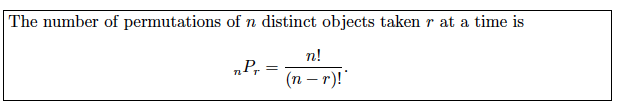 The number of permutations of n distinct objects taken r at a time is
nPr = n! / (n − r)!.